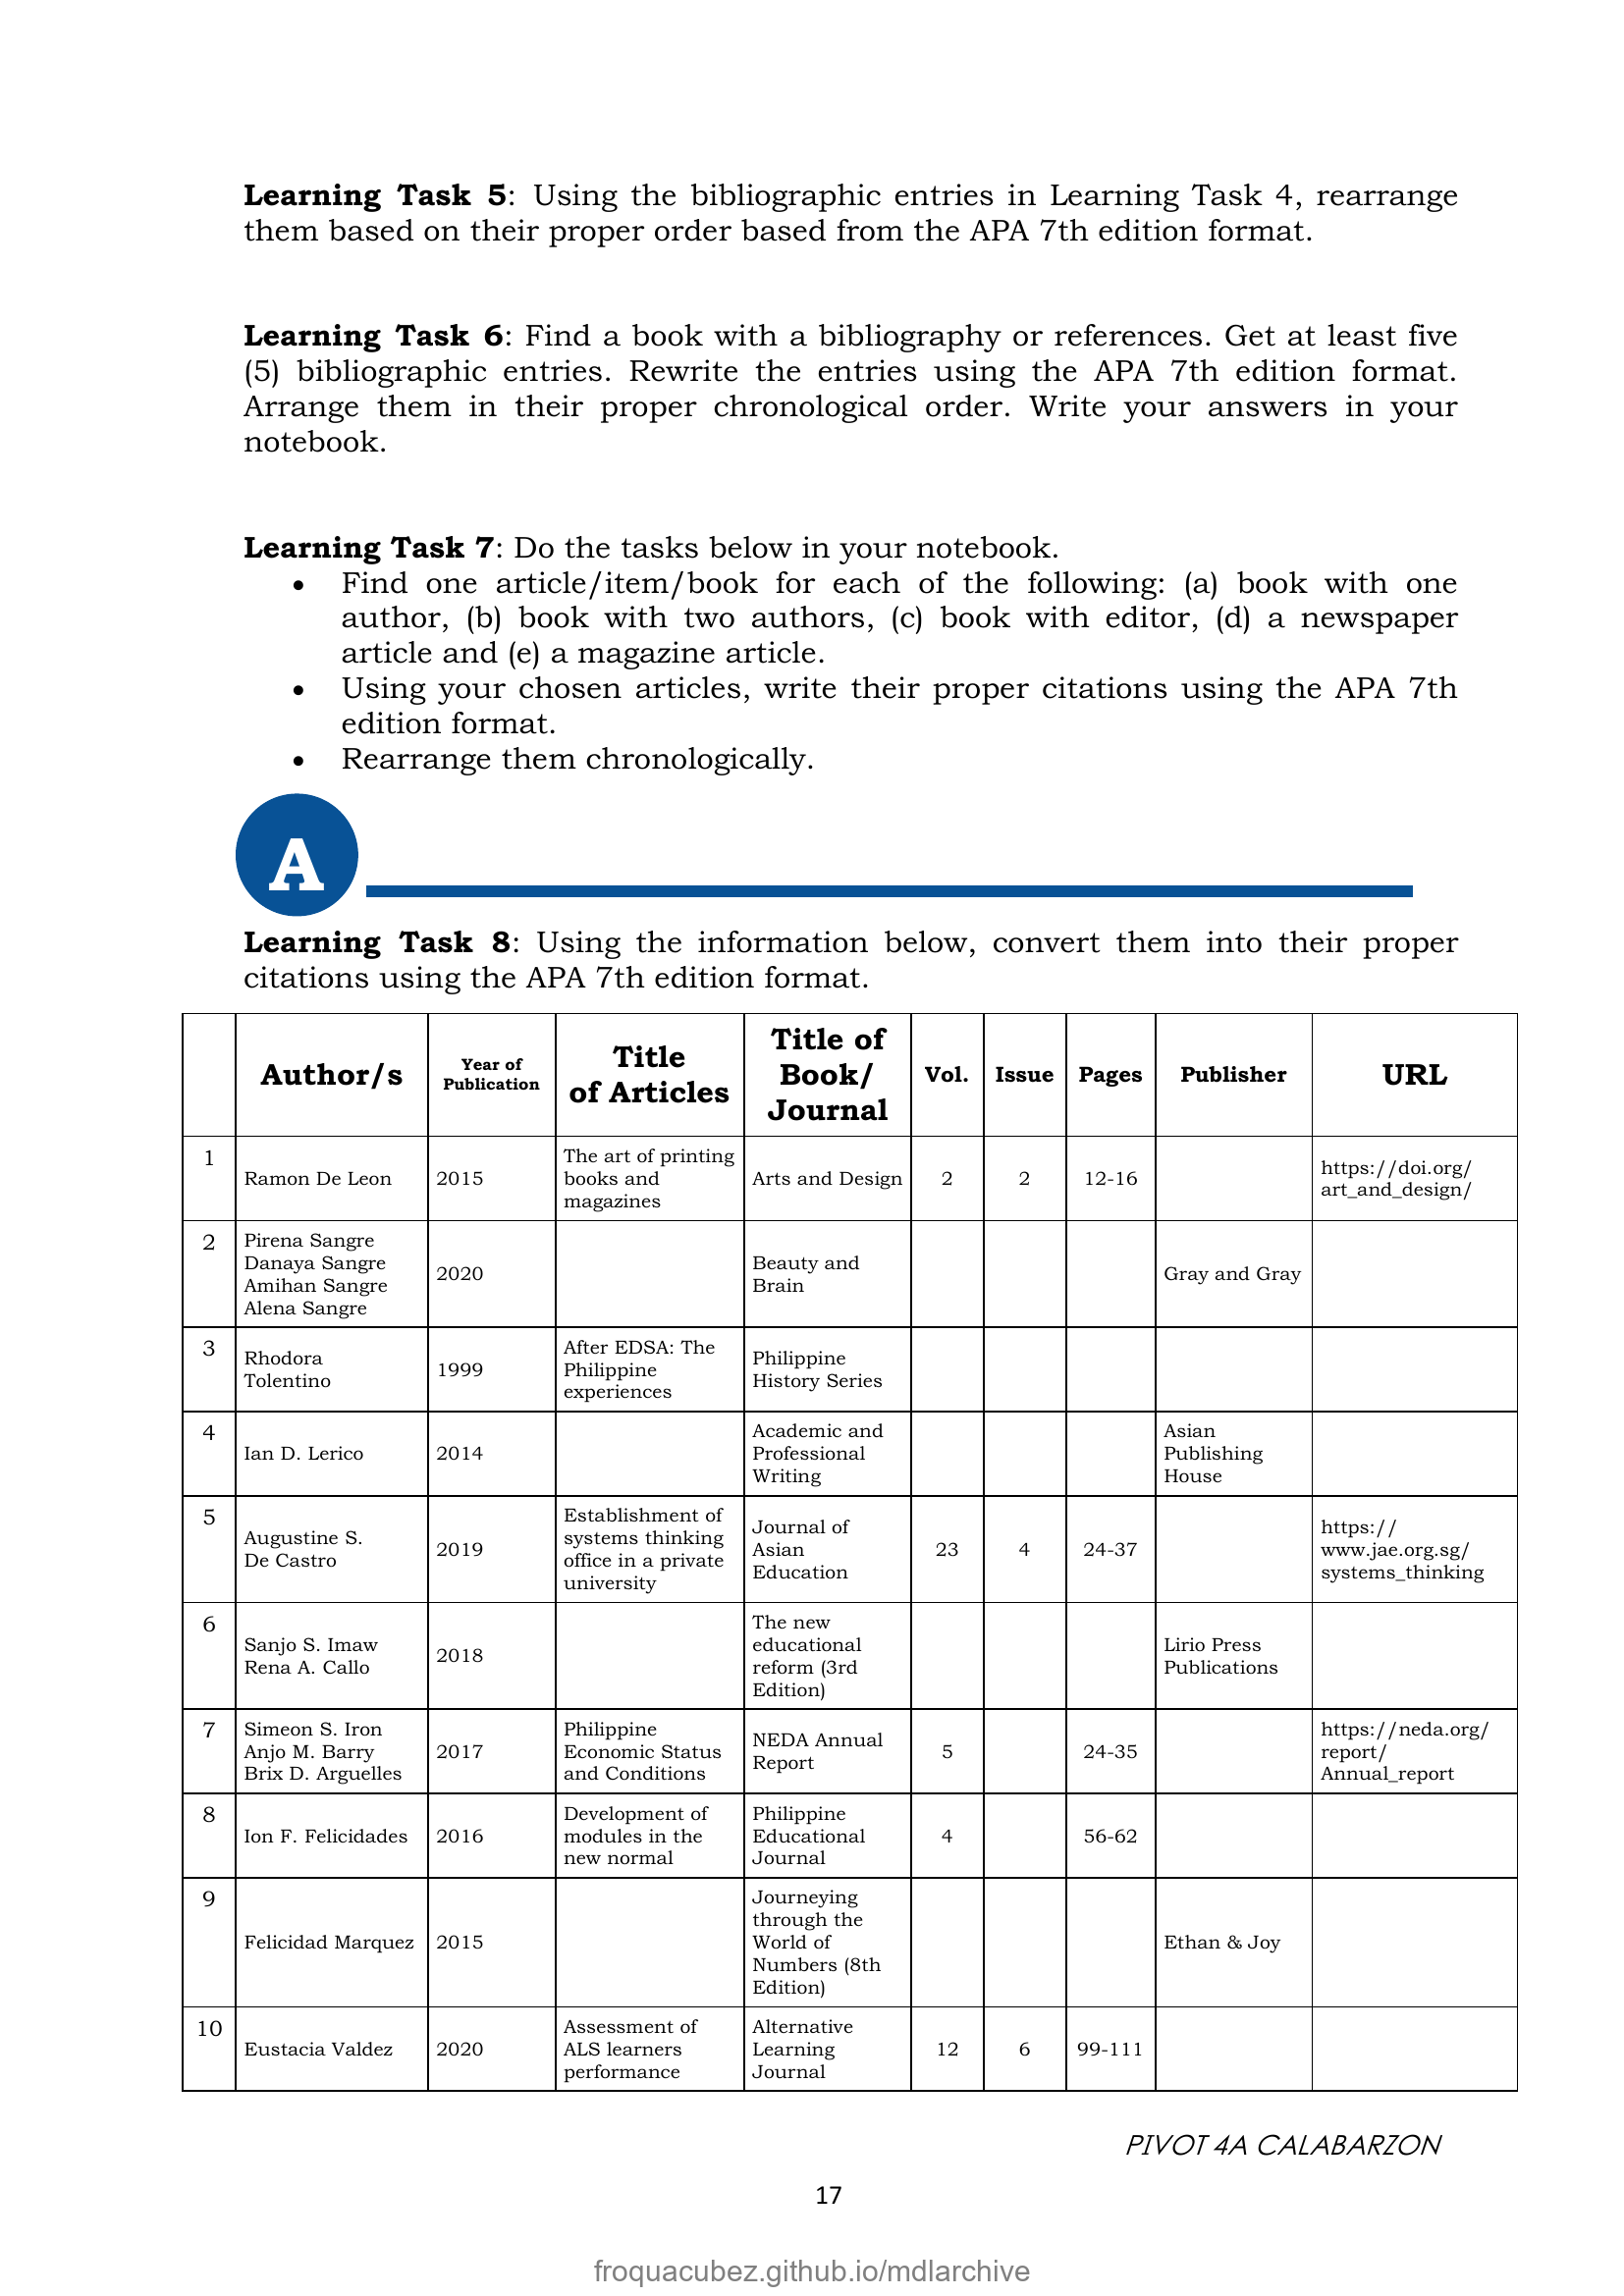 Learning Task 5: Using the bibliographic entries in Learning Task 4, rearrange
them based on their proper order based from the APA 7th edition format.
Learning Task 6: Find a book with a bibliography or references. Get at least five
(5) bibliographic entries. Rewrite the entries using the APA 7th edition format.
Arrange them in their proper chronological order. Write your answers in your
notebook.
Learning Task 7: Do the tasks below in your notebook.
• Find one article/item/book for each of the following: (a) book with one
author, (b) book with two authors, (c) book with editor, (d) a newspaper
article and (e) a magazine article.
• Using your chosen articles, write their proper citations using the APA 7th
edition format.
• Rearrange them chronologically.
A
Learning Task 8: Using the information below, convert them into their proper
citations using the APA 7th edition format.
Author/s
Year of
Publication
Title
of Articles
Title of
Book/
Journal
Vol.
Issue
Pages
Publisher
URL
1
Ramon De Leon
2015
The art of printing
books and
magazines
Arts and Design
2
2
12-16
https://doi.org/
art_and_design/
2
Pirena Sangre
Danaya Sangre
Amihan Sangre
Alena Sangre
2020
Beauty and
Brain
Gray and Gray
3
Rhodora
Tolentino
1999
After EDSA: The
Philippine
experiences
Philippine
History Series
4
Ian D. Lerico
2014
Academic and
Professional
Writing
Asian
Publishing
House
5
Augustine S.
De Castro
2019
Establishment of
systems thinking
office in a private
university
Journal of
Asian
Education
23
4
24-37
https://
www.jae.org.sg/
systems_thinking
6
Sanjo S. Imaw
Rena A. Callo
2018
The new
educational
reform (3rd
Edition)
Lirio Press
Publications
7
Simeon S. Iron
Anjo M. Barry
Brix D. Arguelles
2017
Philippine
Economic Status
and Conditions
NEDA Annual
Report
5
24-35
https://neda.org/
report/
Annual_report
8
Ion F. Felicidades
2016
Development of
modules in the
new normal
Philippine
Educational
Journal
4
56-62
9
Felicidad Marquez
2015
Journeying
through the
World of
Numbers (8th
Edition)
Ethan & Joy
10
Eustacia Valdez
2020
Assessment of
ALS learners
performance
Alternative
Learning
Journal
12
6
99-111
PIVOT 4A CALABARZON
17
froquacubez.github.io/mdlarchive